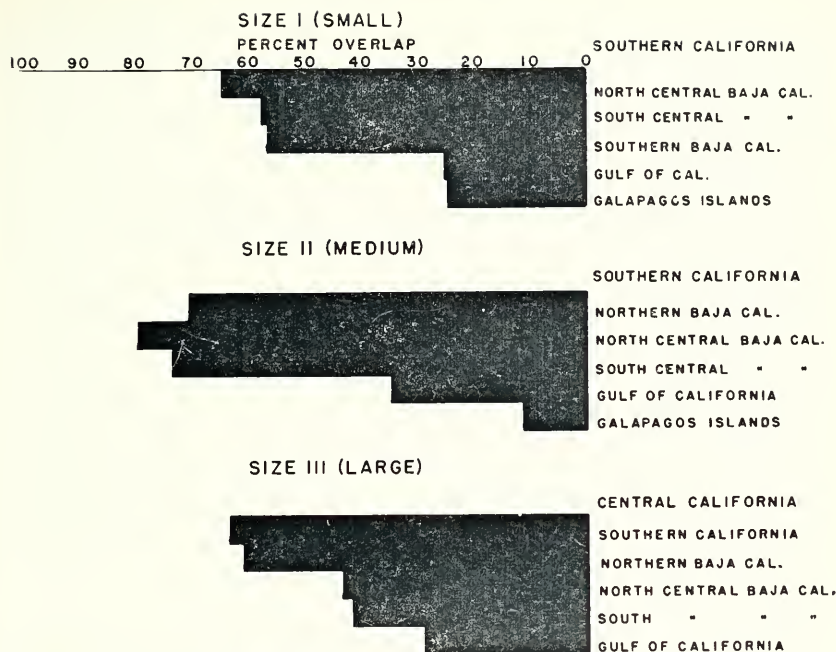 SIZE I (SMALL)
PERCENT OVERLAP
100 90 80 70 60 50 40 30 20 10 0
SOUTHERN CALIFORNIA
NORTH CENTRAL BAJA CAL.
SOUTH CENTRAL " "
SOUTHERN BAJA CAL.
GULF OF CAL.
GALAPAGOS ISLANDS
SIZE II (MEDIUM)
SOUTHERN CALIFORNIA
NORTHERN BAJA CAL.
NORTH CENTRAL BAJA CAL.
SOUTH CENTRAL " "
GULF OF CALIFORNIA
GALAPAGOS ISLANDS
SIZE III (LARGE)
CENTRAL CALIFORNIA
SOUTHERN CALIFORNIA
NORTHERN BAJA CAL.
NORTH CENTRAL BAJA CAL.
SOUTH " " "
GULF OF CALIFORNIA